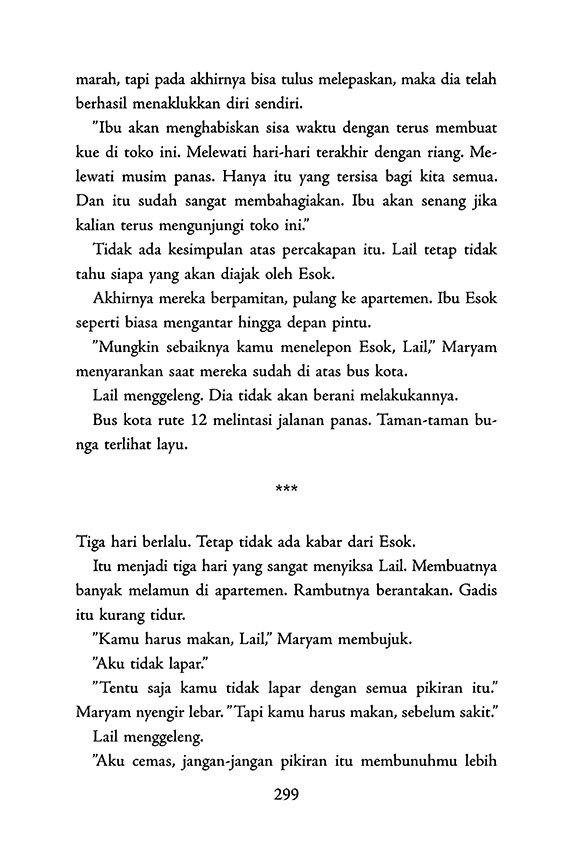 marah, tapi pada akhirnya bisa tulus melepaskan, maka dia telah
berhasil menaklukkan diri sendiri.
"Ibu akan menghabiskan sisa waktu dengan terus membuat
kue di toko ini. Melewati hari-hari terakhir dengan riang. Me-
lewati musim panas. Hanya itu yang tersisa bagi kita semua.
Dan itu sudah sangat membahagiakan. Ibu akan senang jika
kalian terus mengunjungi toko ini."
Tidak ada kesimpulan atas percakapan itu. Lail tetap tidak
tahu siapa yang akan diajak oleh Esok.
Akhirnya mereka berpamitan, pulang ke apartemen. Ibu Esok
seperti biasa mengantar hingga depan pintu.
"Mungkin sebaiknya kamu menelepon Esok, Lail," Maryam
menyarankan saat mereka sudah di atas bus kota.
Lail menggeleng. Dia tidak akan berani melakukannya.
Bus kota rute 12 melintasi jalanan panas. Taman-taman bu-
nga terlihat layu.
***
Tiga hari berlalu. Tetap tidak ada kabar dari Esok.
Itu menjadi tiga hari yang sangat menyiksa Lail. Membuatnya
banyak melamun di apartemen. Rambutnya berantakan. Gadis
itu kurang tidur.
"Kamu harus makan, Lail," Maryam membujuk.
"Aku tidak lapar."
"Tentu saja kamu tidak lapar dengan semua pikiran itu."
Maryam nyengir lebar. "Tapi kamu harus makan, sebelum sakit."
Lail menggeleng.
"Aku cemas, jangan-jangan pikiran itu membunuhmu lebih
299